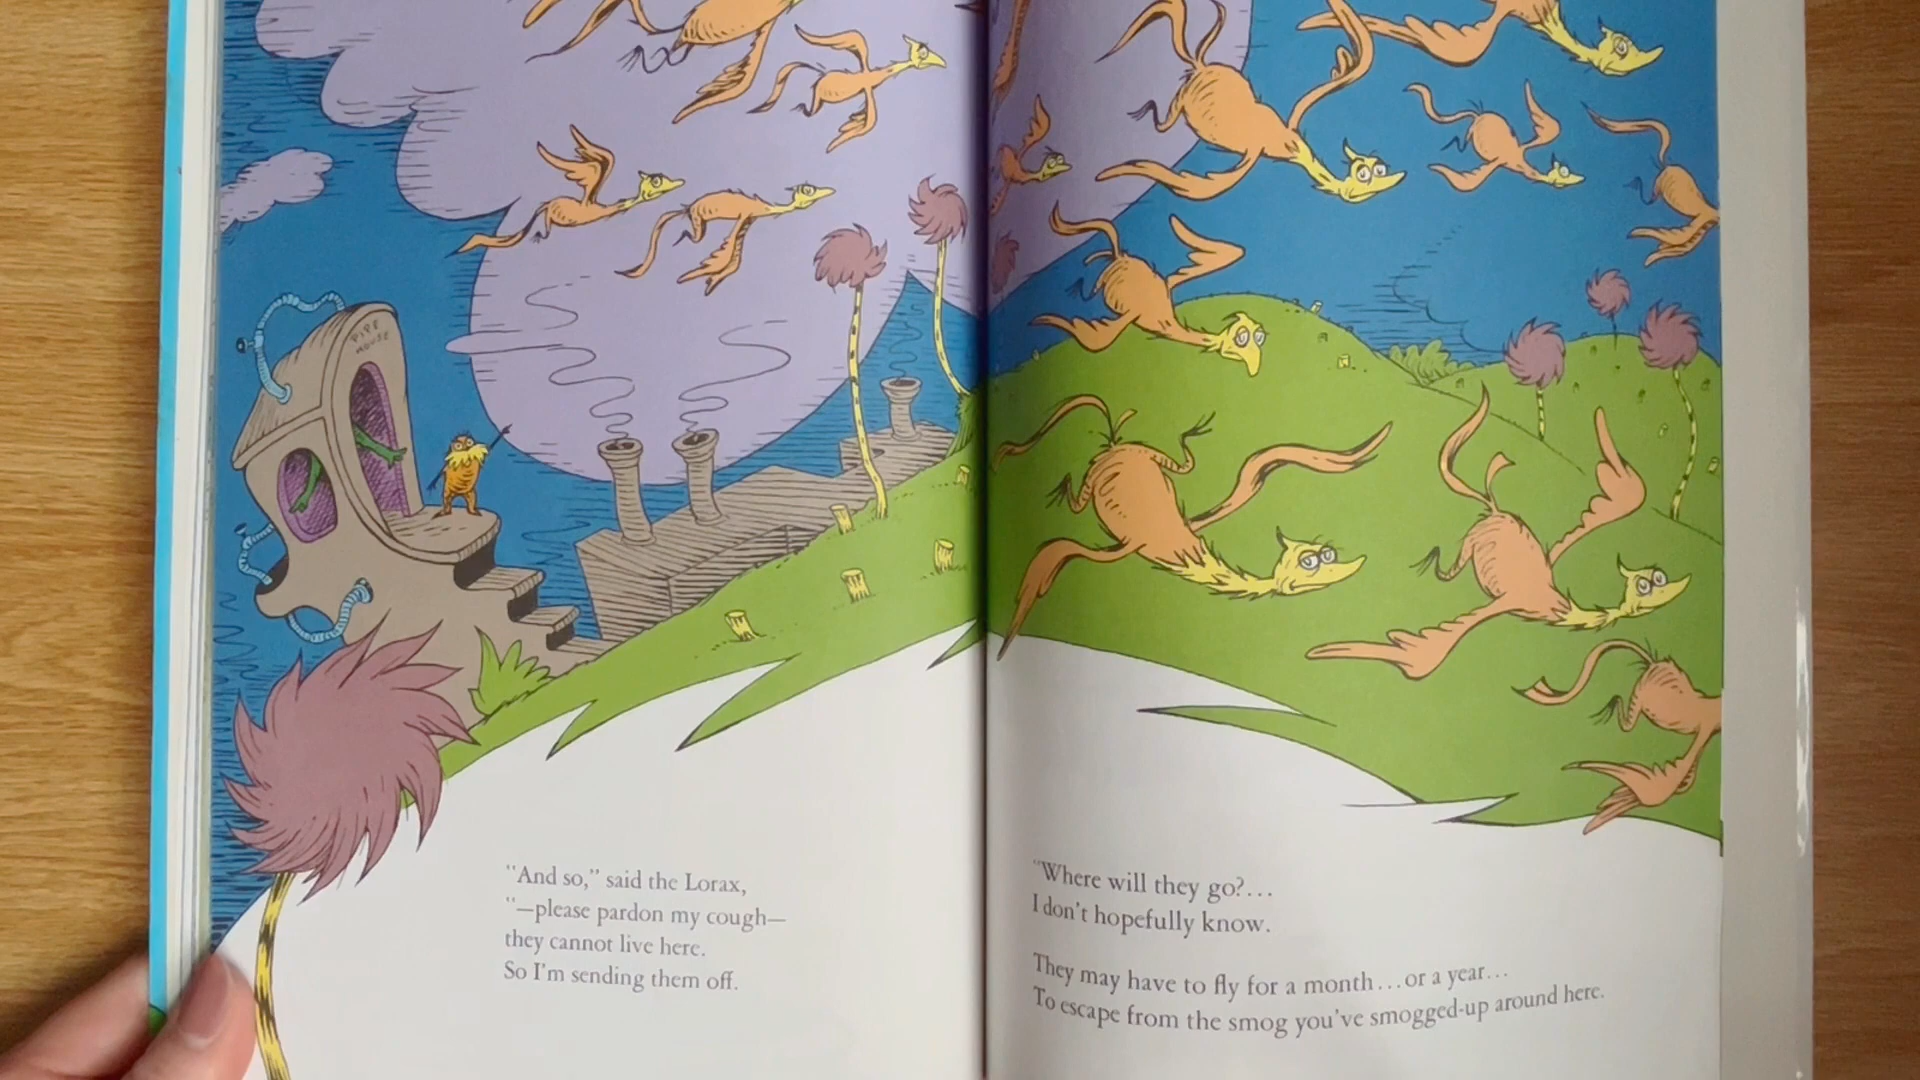 PIPE
HOUSE
"And so," said the Lorax,
"—please pardon my cough—
they cannot live here.
So I'm sending them off.
"Where will they go?...
I don't hopefully know.
They may have to fly for a month...or a year...
To escape from the smog you've smogged-up around here.